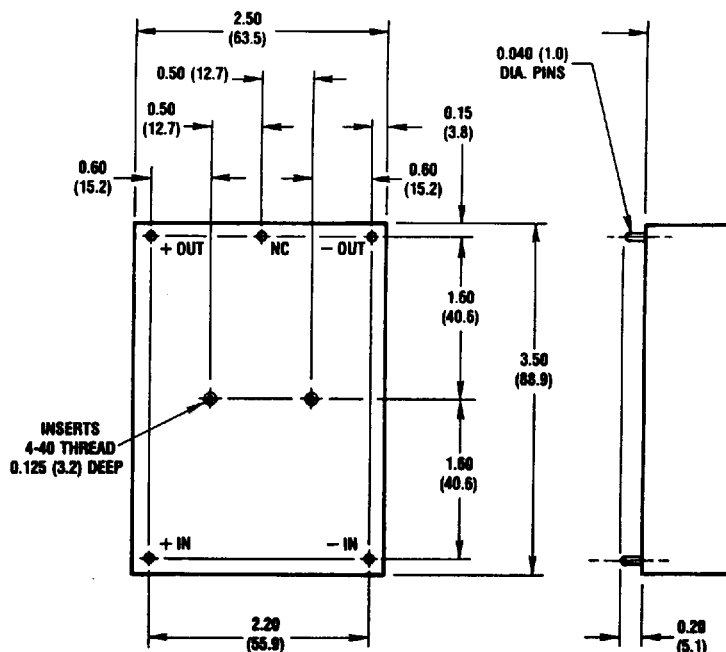 2.50
(63.5)
0.50 (12.7)
0.040 (1.0)
DIA. PINS
0.50
(12.7)
0.15
(3.8)
0.60
(15.2)
0.60
(15.2)
+ OUT
NC
− OUT
1.60
(40.6)
3.50
(88.9)
INSERTS
4-40 THREAD
0.125 (3.2) DEEP
1.60
(40.6)
+ IN
− IN
2.20
(55.9)
0.20
(5.1)